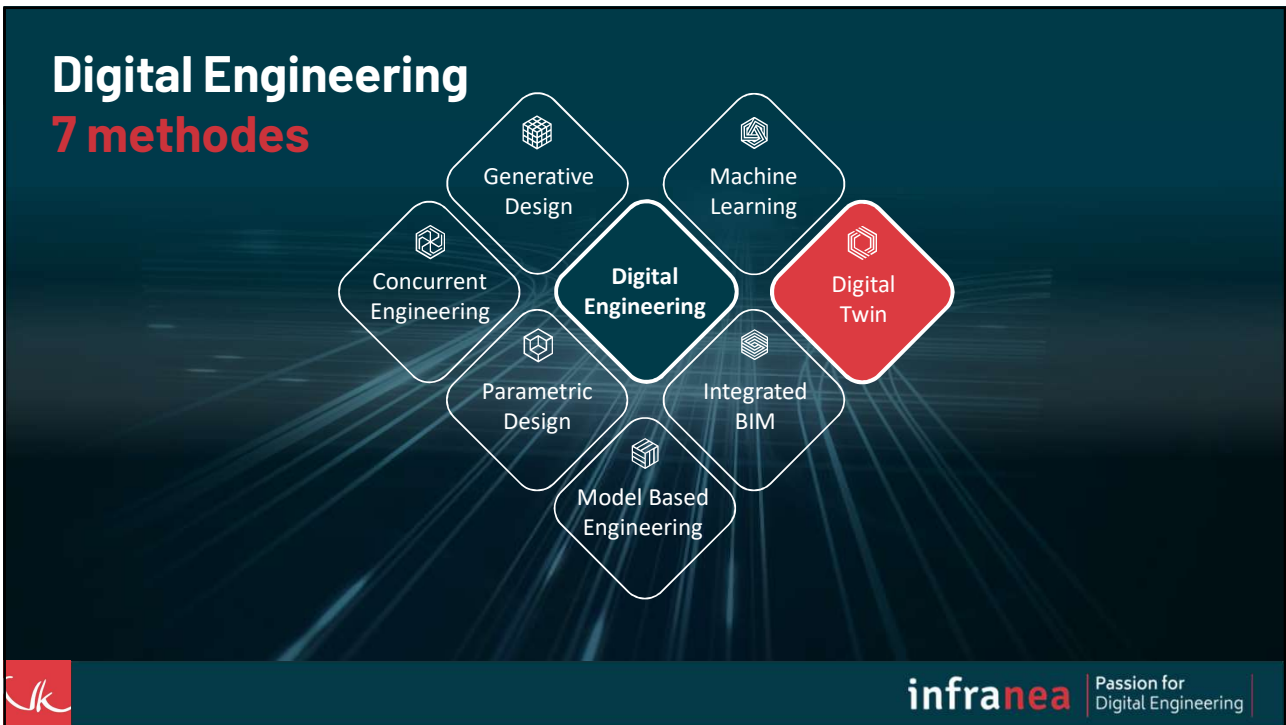 Digital Engineering
7 methodes
Generative
Design
Machine
Learning
Concurrent
Engineering
Digital
Engineering
Digital
Twin
Parametric
Design
Integrated
BIM
Model Based
Engineering
infranea
Passion for
Digital Engineering